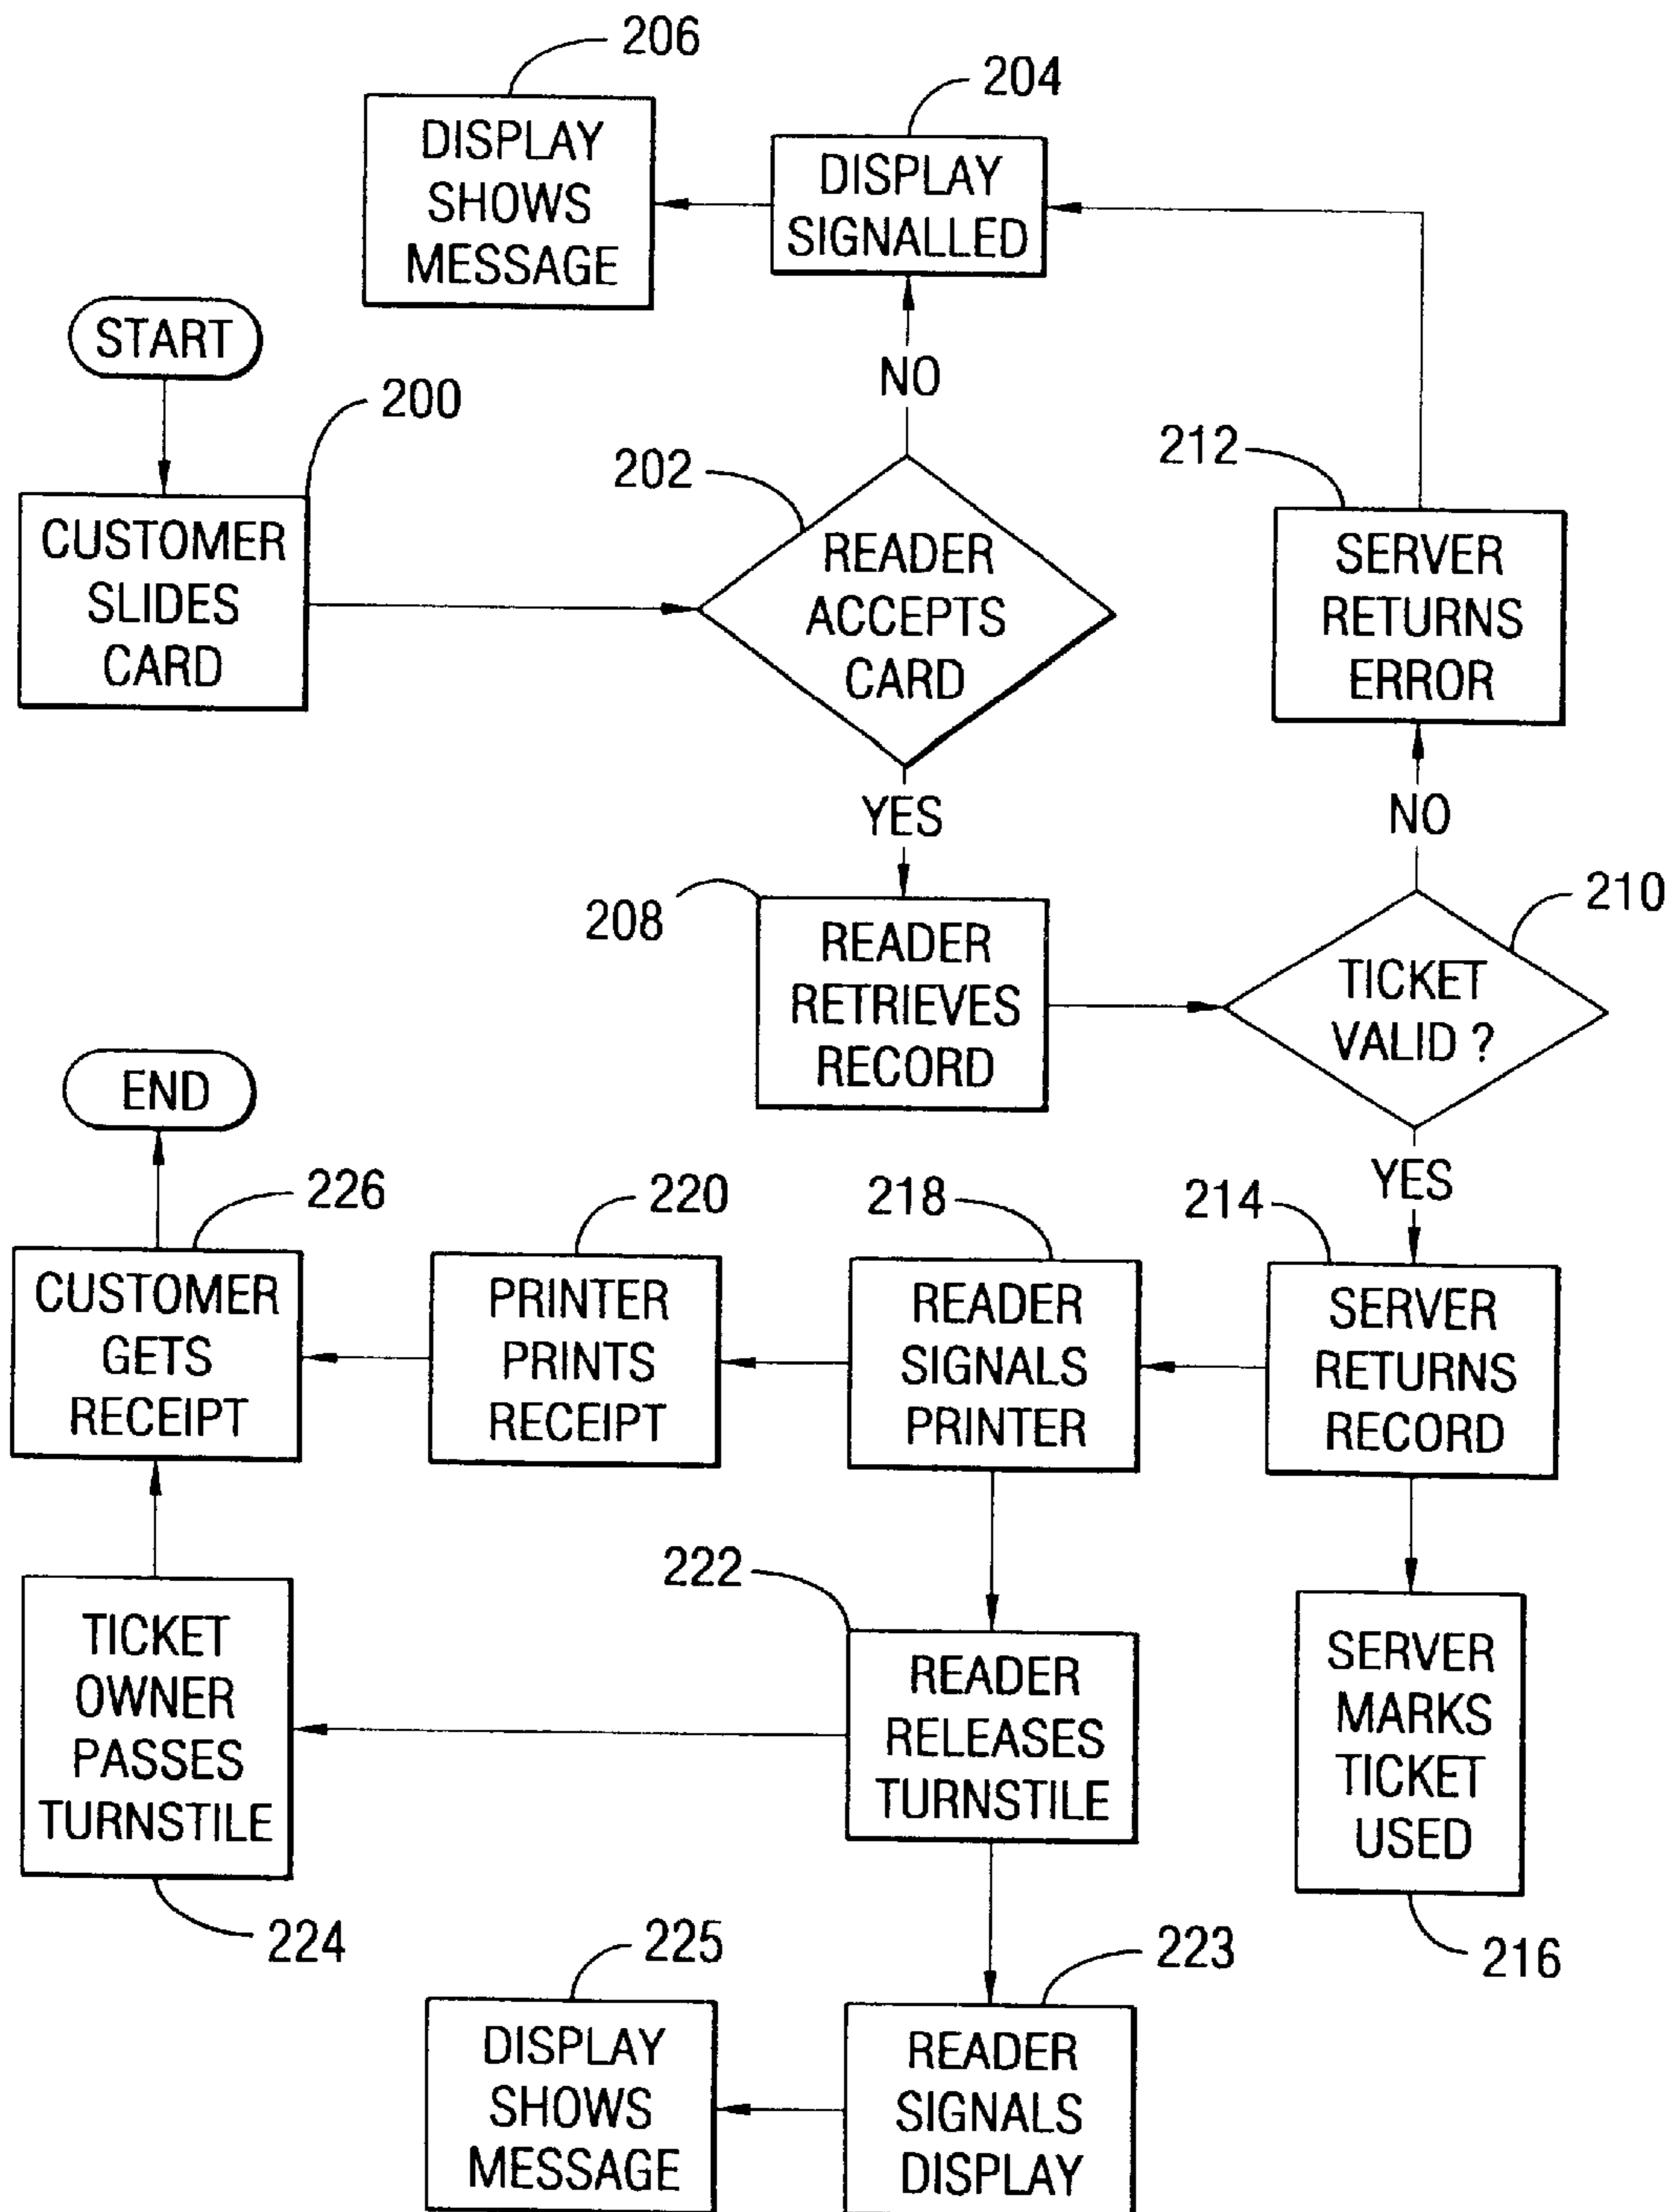 206
204
DISPLAY
SHOWS
MESSAGE
DISPLAY
SIGNALLED
START
NO
200
202
212
CUSTOMER
SLIDES
CARD
READER
ACCEPTS
CARD
SERVER
RETURNS
ERROR
YES
NO
208
210
READER
RETRIEVES
RECORD
TICKET
VALID ?
END
YES
226
220
218
214
CUSTOMER
GETS
RECEIPT
PRINTER
PRINTS
RECEIPT
READER
SIGNALS
PRINTER
SERVER
RETURNS
RECORD
222
TICKET
OWNER
PASSES
TURNSTILE
READER
RELEASES
TURNSTILE
SERVER
MARKS
TICKET
USED
224
225
223
216
DISPLAY
SHOWS
MESSAGE
READER
SIGNALS
DISPLAY